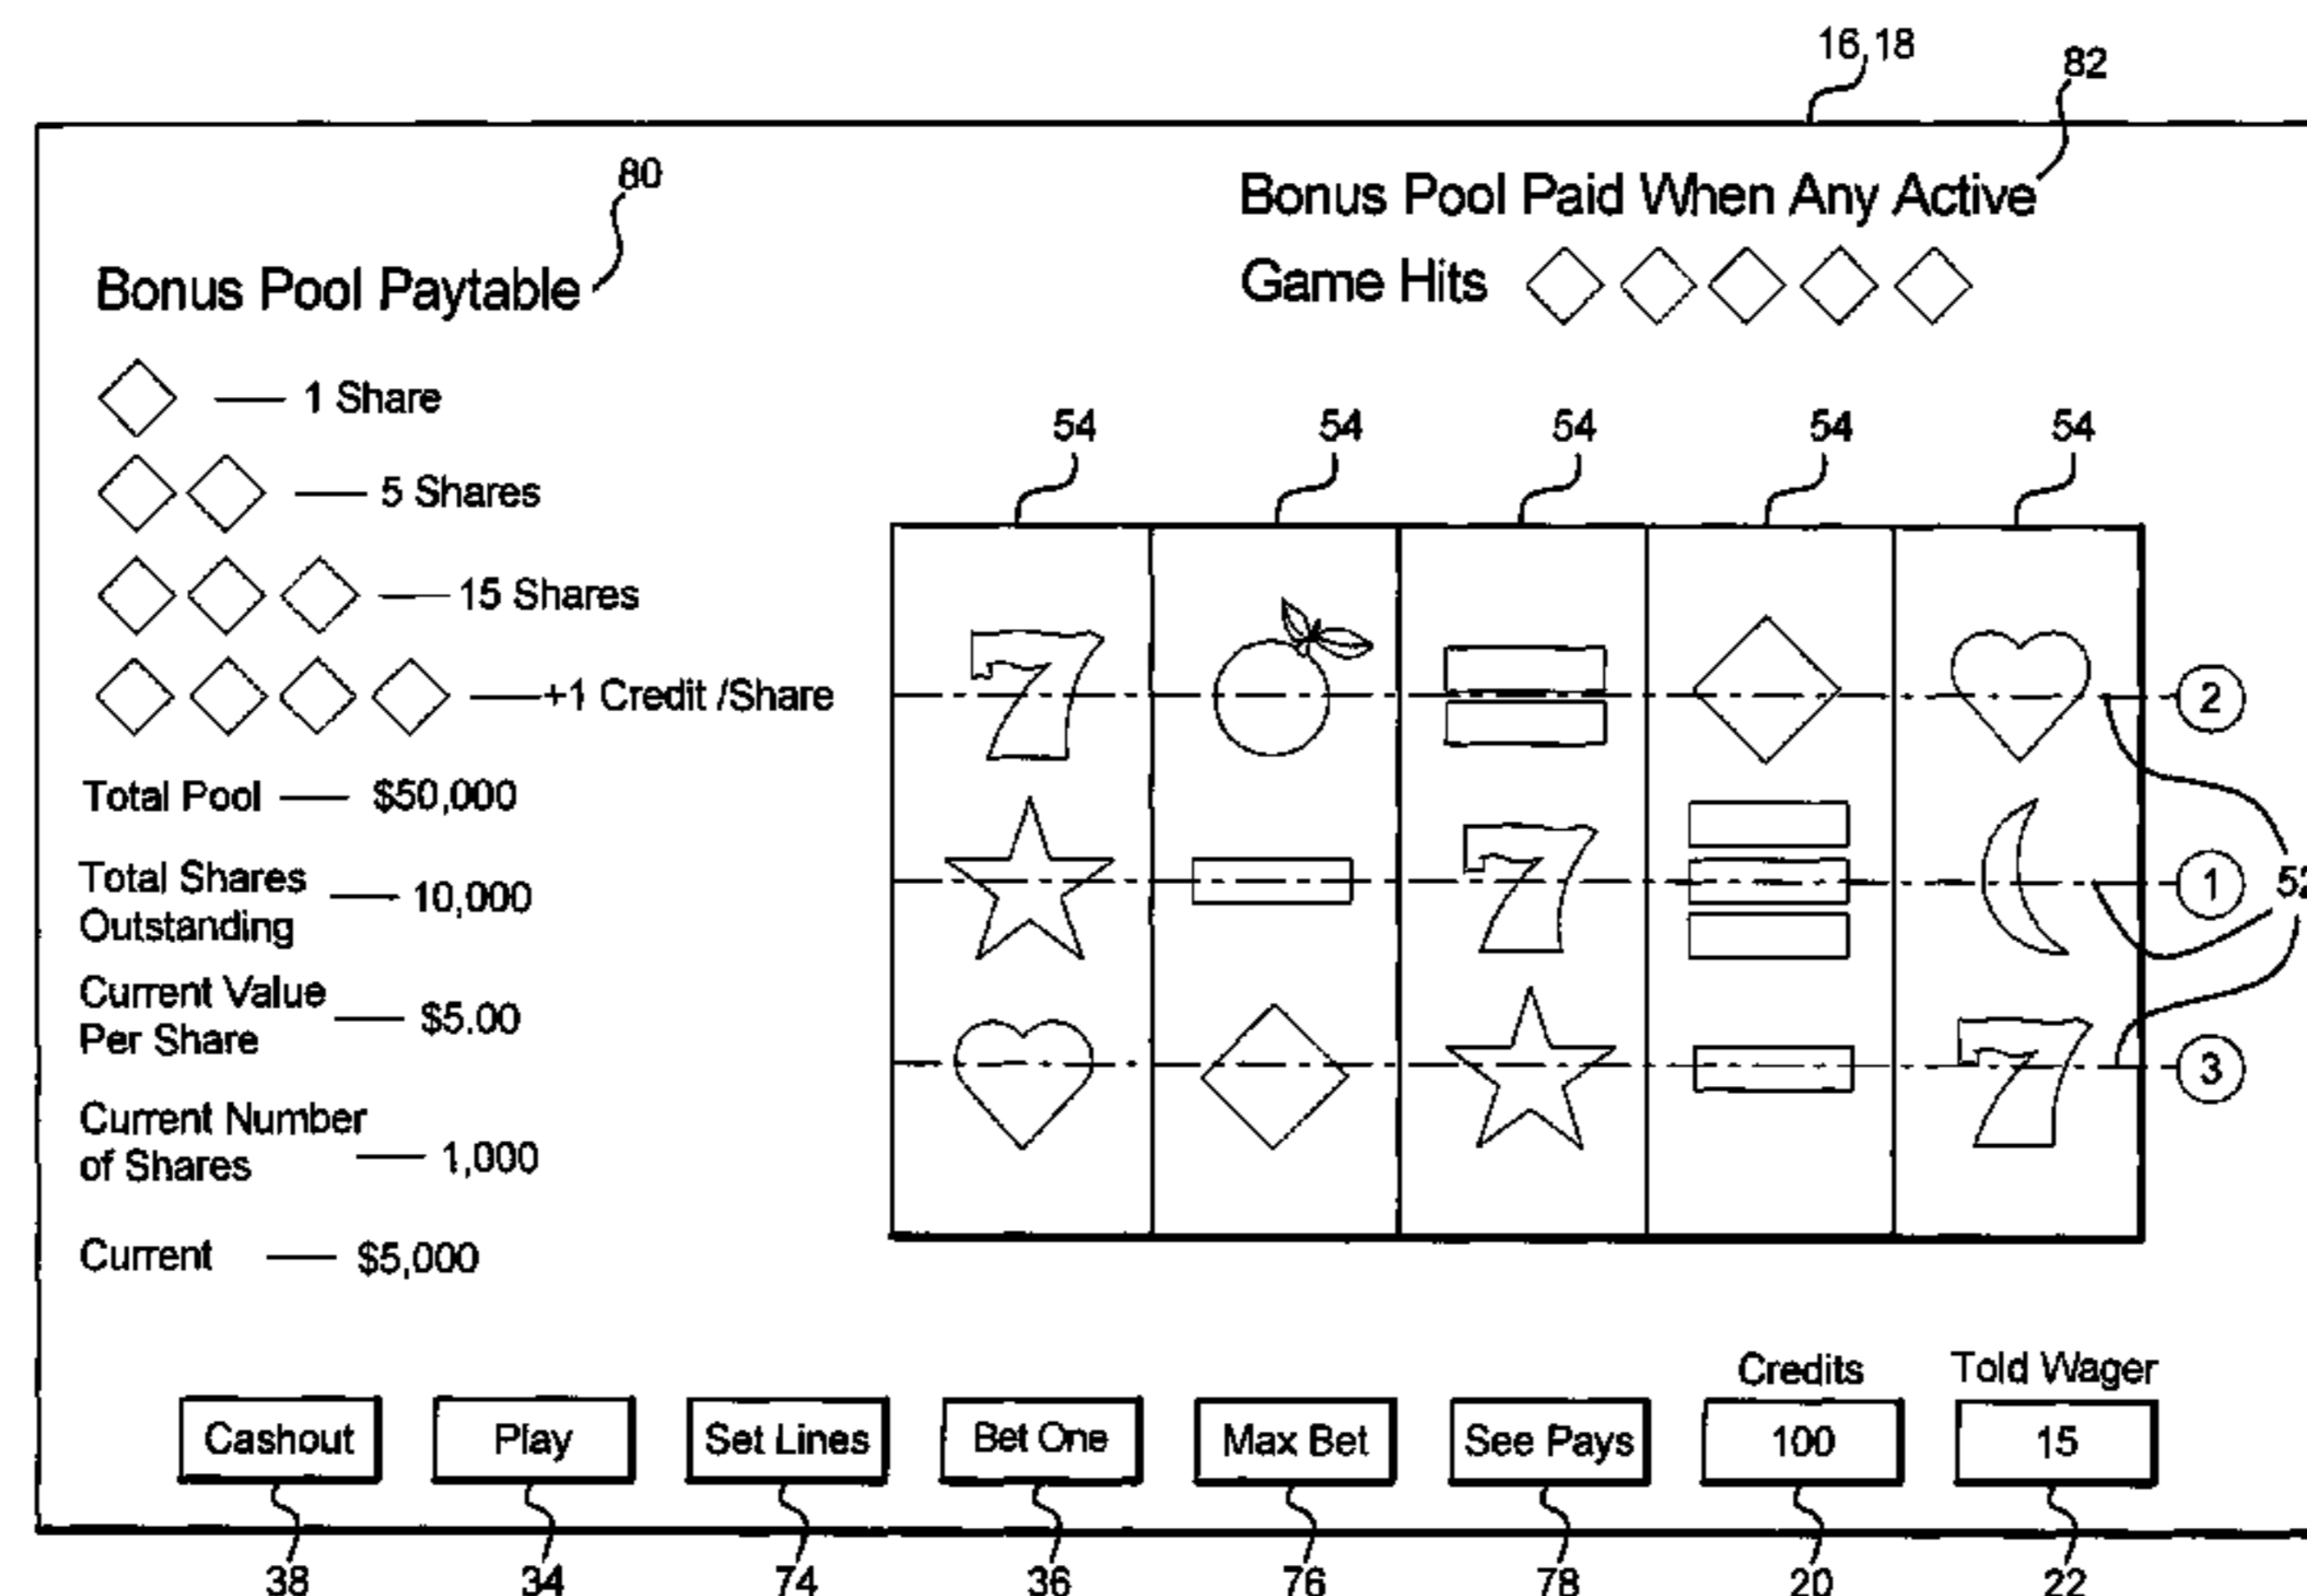 16,18
82
80
Bonus Pool Paid When Any Active
Game Hits
Bonus Pool Paytable
1 Share
5 Shares
15 Shares
+1 Credit /Share
Total Pool — $50,000
Total Shares
Outstanding — 10,000
Current Value
Per Share — $5.00
Current Number
of Shares — 1,000
Current — $5,000
54 54 54 54 54
7
2
7
1
52
7
3
Credits Told Wager
Cashout Play Set Lines Bet One Max Bet See Pays 100 15
38 34 74 36 76 78 20 22